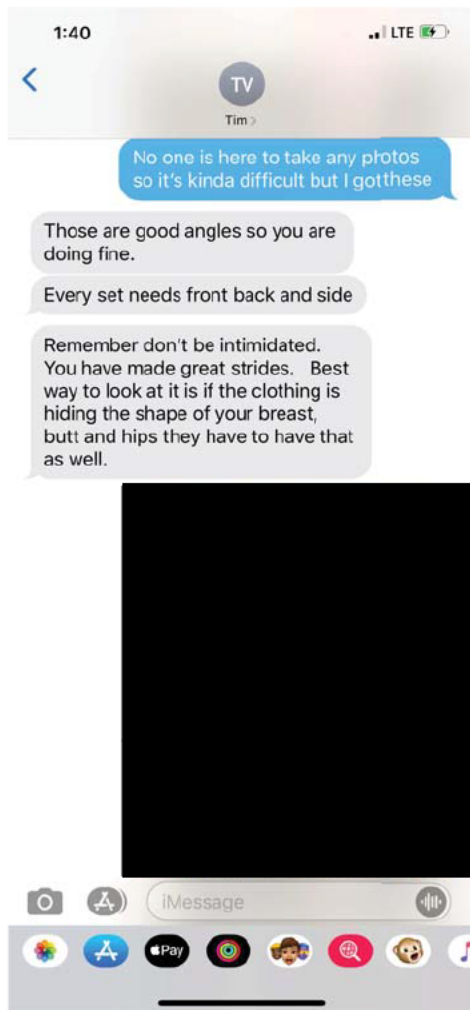 1:40
LTE
TV
Tim >
No one is here to take any photos
so it's kinda difficult but I gotthese
Those are good angles so you are
doing fine.
Every set needs front back and side
Remember don't be intimidated.
You have made great strides. Best
way to look at it is if the clothing is
hiding the shape of your breast,
butt and hips they have to have that
as well.
iMessage
Pay